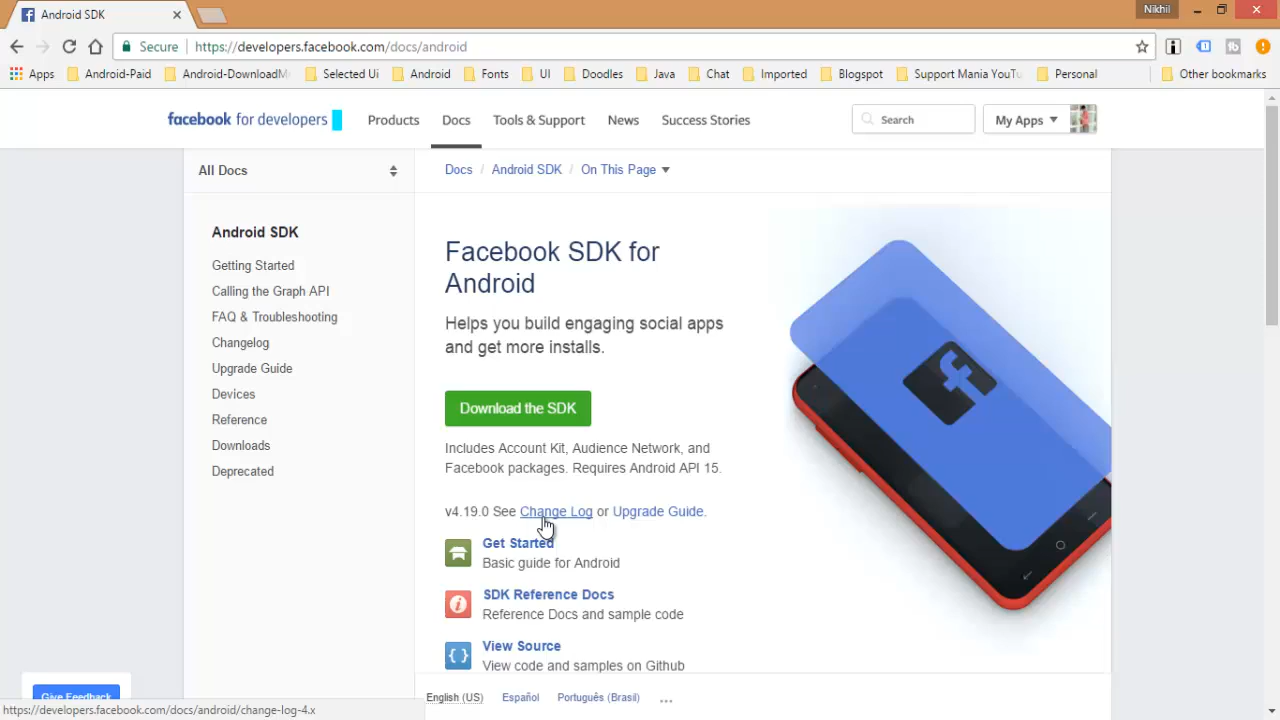 Android SDK
Nikhil
Secure https://developers.facebook.com/docs/android
Apps Android-Paid Android-DownloadM Selected Ui Android Fonts UI Doodles Java Chat Imported Blogspot Support Mania YouTu Personal Other bookmarks
facebook for developers Products Docs Tools & Support News Success Stories Search My Apps
All Docs
Docs / Android SDK / On This Page
Android SDK
Getting Started
Calling the Graph API
FAQ & Troubleshooting
Changelog
Upgrade Guide
Devices
Reference
Downloads
Deprecated
Facebook SDK for
Android
Helps you build engaging social apps
and get more installs.
Download the SDK
Includes Account Kit, Audience Network, and
Facebook packages. Requires Android API 15.
v4.19.0 See Change Log or Upgrade Guide.
Get Started
Basic guide for Android
SDK Reference Docs
Reference Docs and sample code
View Source
View code and samples on Github
Give Feedback
English (US) Español Português (Brasil) ...
https://developers.facebook.com/docs/android/change-log-4.x